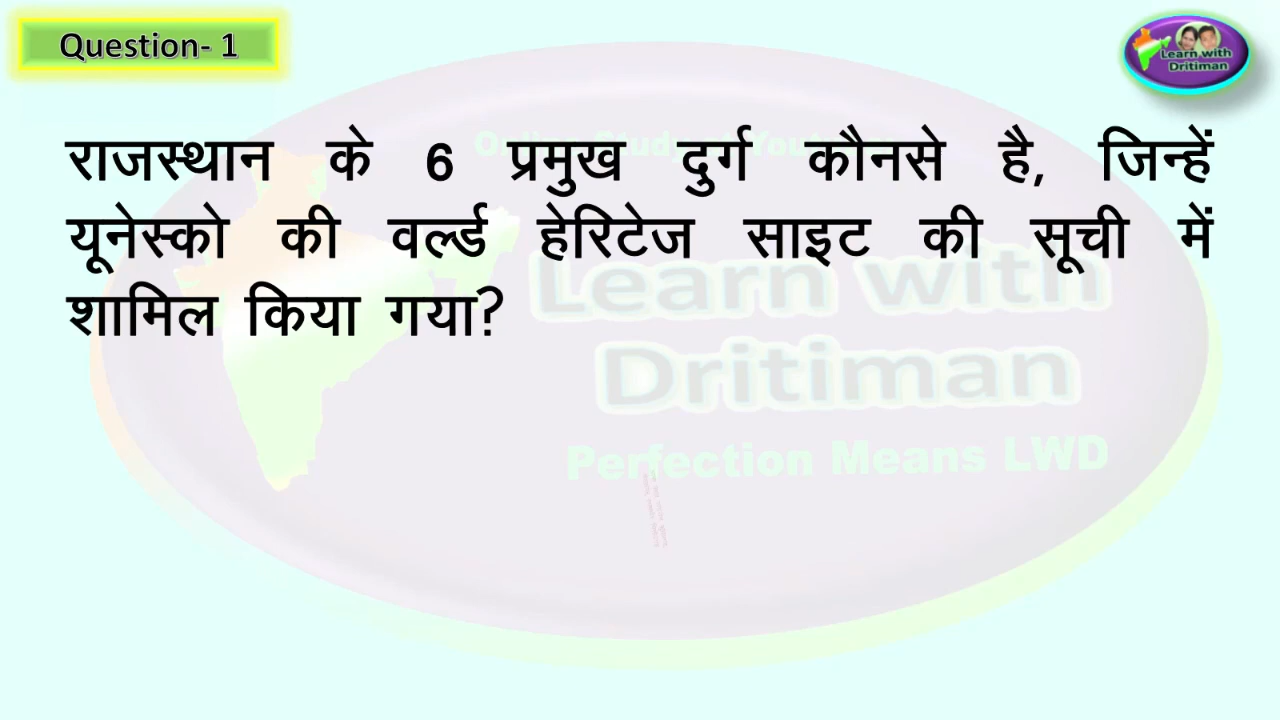 Question- 1
Learn with
Dritiman
राजस्थान के 6 प्रमुख दुर्ग कौनसे है, जिन्हें
यूनेस्को की वर्ल्ड हेरिटेज साइट की सूची में
शामिल किया गया?
Learn with
Dritiman
Perfection Means LWD